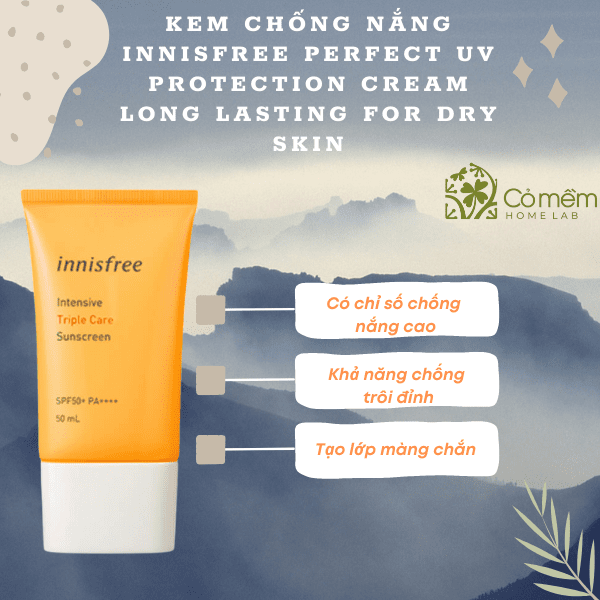 KEM CHỐNG NẮNG
INNISFREE PERFECT UV
PROTECTION CREAM
LONG LASTING FOR DRY
SKIN
Cỏ mềm
HOME LAB
innisfree
Intensive
Triple Care
Sunscreen
SPF50+ PA++++
50 mL
Có chỉ số chống
nắng cao
Khả năng chống
trôi đỉnh
Tạo lớp màng chắn
innisfree